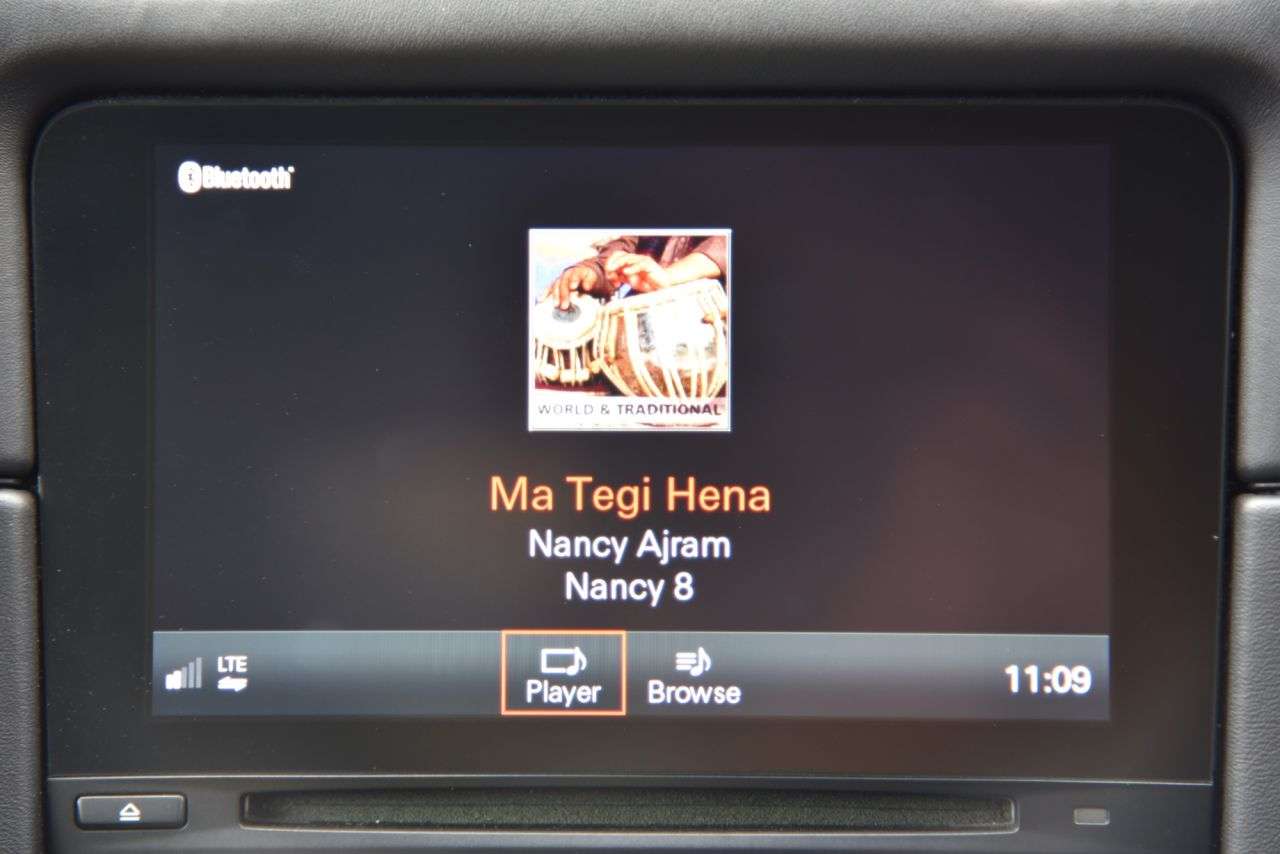 Bluetooth
WORLD & TRADITIONAL
Ma Tegi Hena
Nancy Ajram
Nancy 8
LTE
Player
Browse
11:09